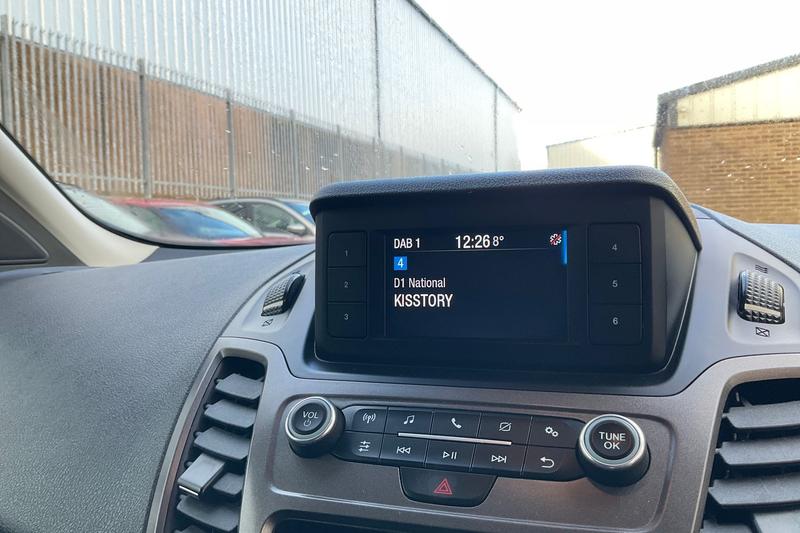 DAB 1 12:26 8°
4
D1 National
KISSTORY
1
2
3
4
5
6
VOL
TUNE
OK